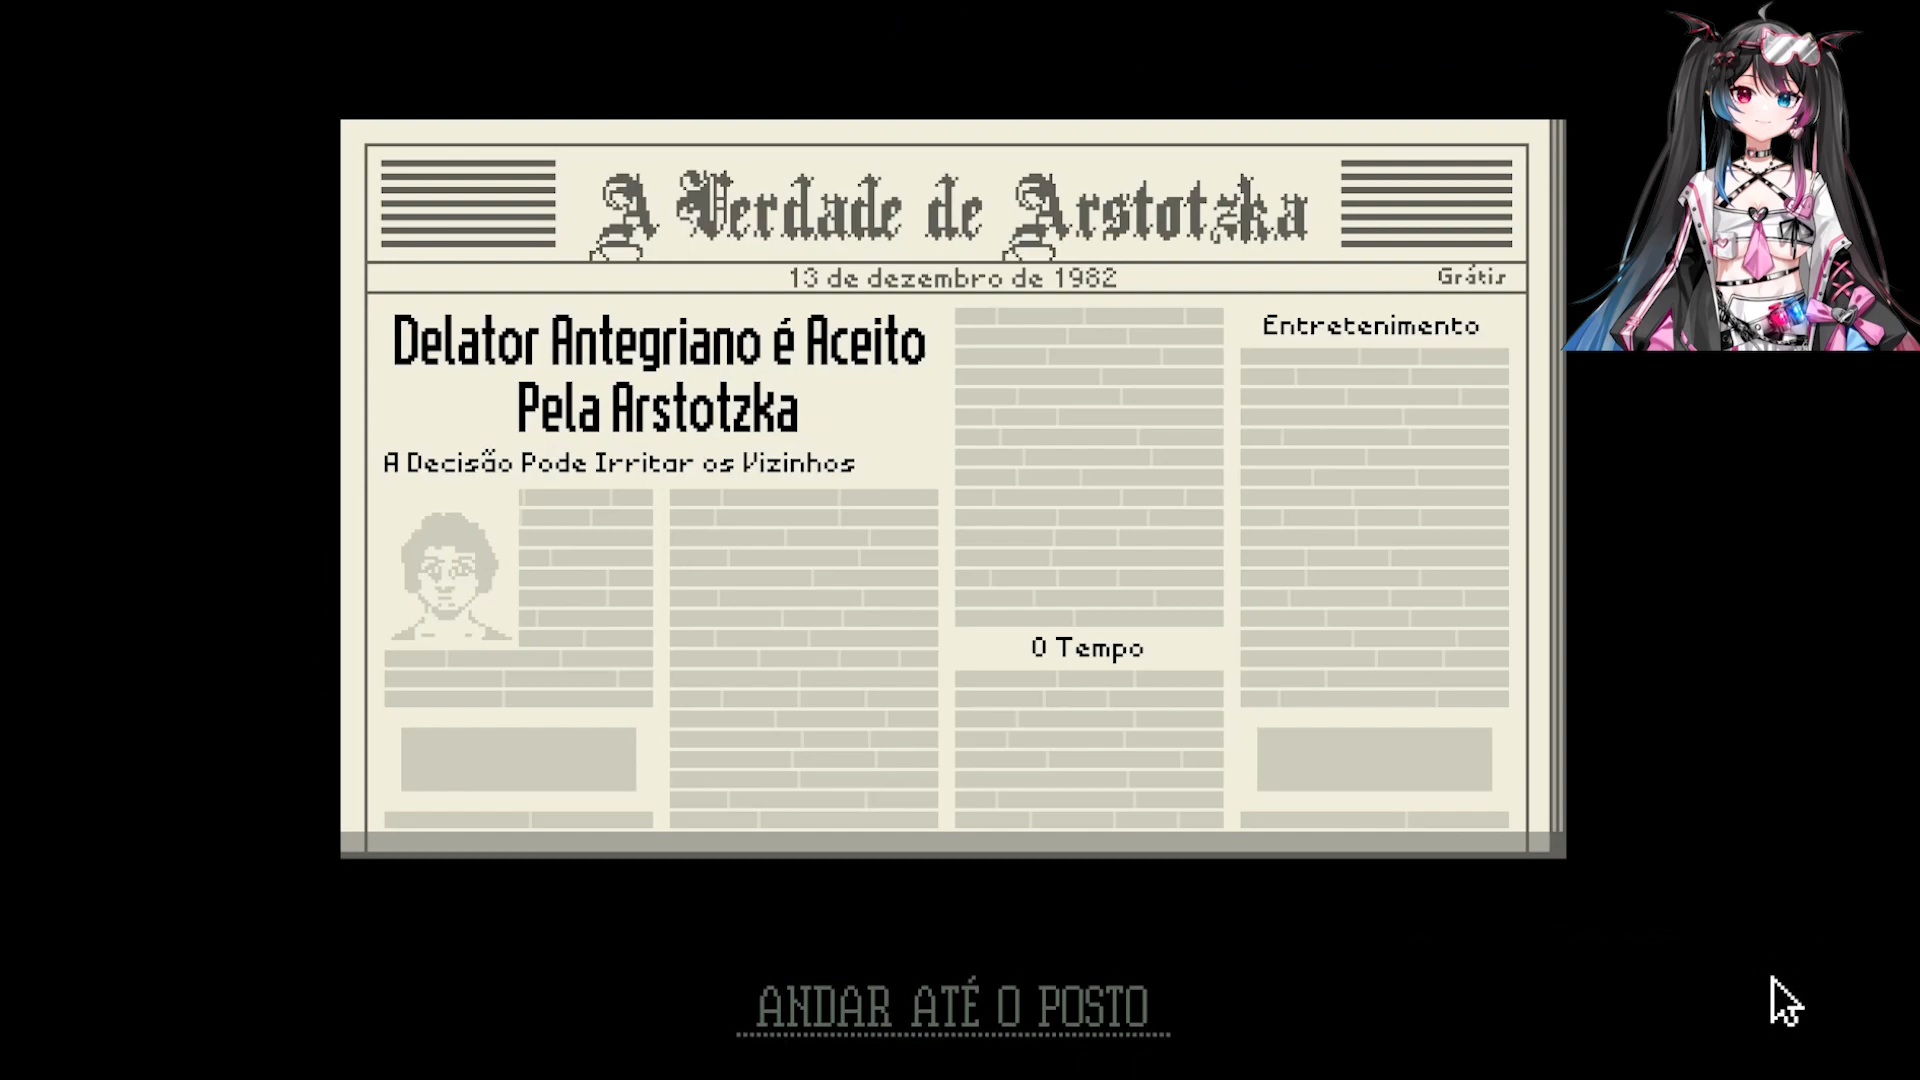 A Verdade de Arstotzka
13 de dezembro de 1982
Grátis
Delator Antegriano é Aceito
Pela Arstotzka
A Decisão Pode Irritar os Vizinhos
O Tempo
Entretenimento
ANDAR ATÉ O POSTO